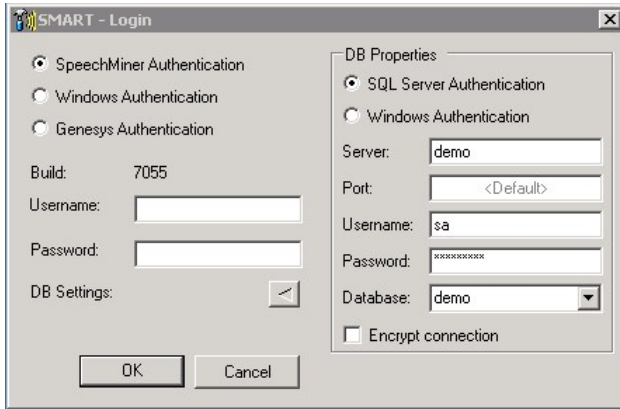 SMART - Login
SpeechMiner Authentication
Windows Authentication
Genesys Authentication
Build: 7055
Username:
Password:
DB Settings: <
OK Cancel
DB Properties
SQL Server Authentication
Windows Authentication
Server: demo
Port: <Default>
Username: sa
Password: *********
Database: demo
Encrypt connection